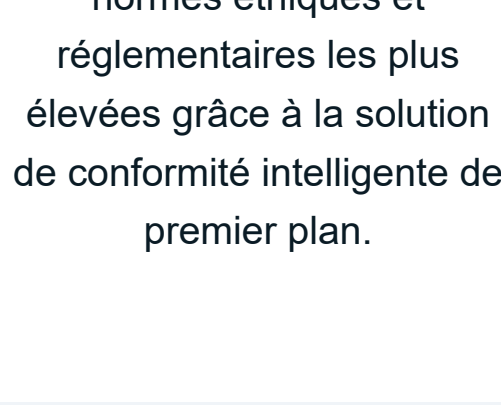 normes éthiques et
réglementaires les plus
élevées grâce à la solution
de conformité intelligente de
premier plan.